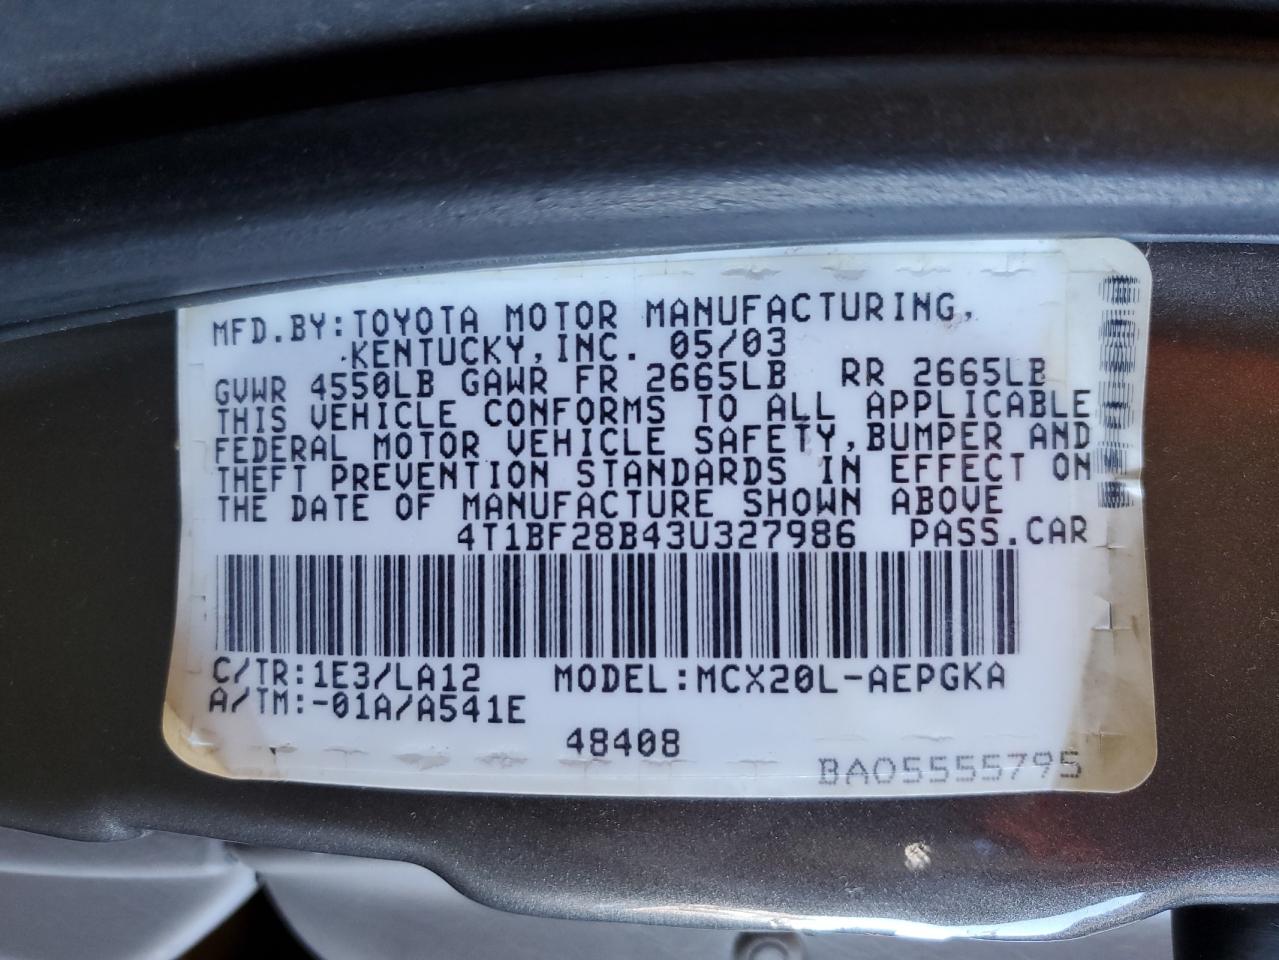 MFD.BY:TOYOTA MOTOR MANUFACTURING,
KENTUCKY,INC. 05/03
GVWR 4550LB GAWR FR 2665LB RR 2665LB
THIS VEHICLE CONFORMS TO ALL APPLICABLE
FEDERAL MOTOR VEHICLE SAFETY,BUMPER AND
THEFT PREVENTION STANDARDS IN EFFECT ON
THE DATE OF MANUFACTURE SHOWN ABOVE
4T1BF28B43U327986 PASS.CAR
C/TR:1E3/LA12 MODEL:MCX20L-AEPGKA
A/TM:-01A/A541E
48408
BA05555795